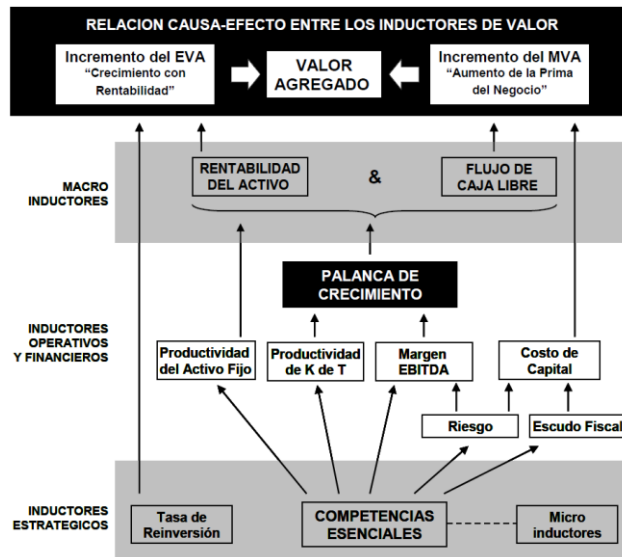 RELACION CAUSA-EFECTO ENTRE LOS INDUCTORES DE VALOR
Incremento del EVA
“Crecimiento con
Rentabilidad”
VALOR
AGREGADO
Incremento del MVA
“Aumento de la Prima
del Negocio”
MACRO
INDUCTORES
RENTABILIDAD
DEL ACTIVO
&
FLUJO DE
CAJA LIBRE
PALANCA DE
CRECIMIENTO
INDUCTORES
OPERATIVOS
Y FINANCIEROS
Productividad
del Activo Fijo
Productividad
de K de T
Margen
EBITDA
Costo de
Capital
Riesgo
Escudo Fiscal
INDUCTORES
ESTRATEGICOS
Tasa de
Reinversión
COMPETENCIAS
ESENCIALES
Micro
inductores